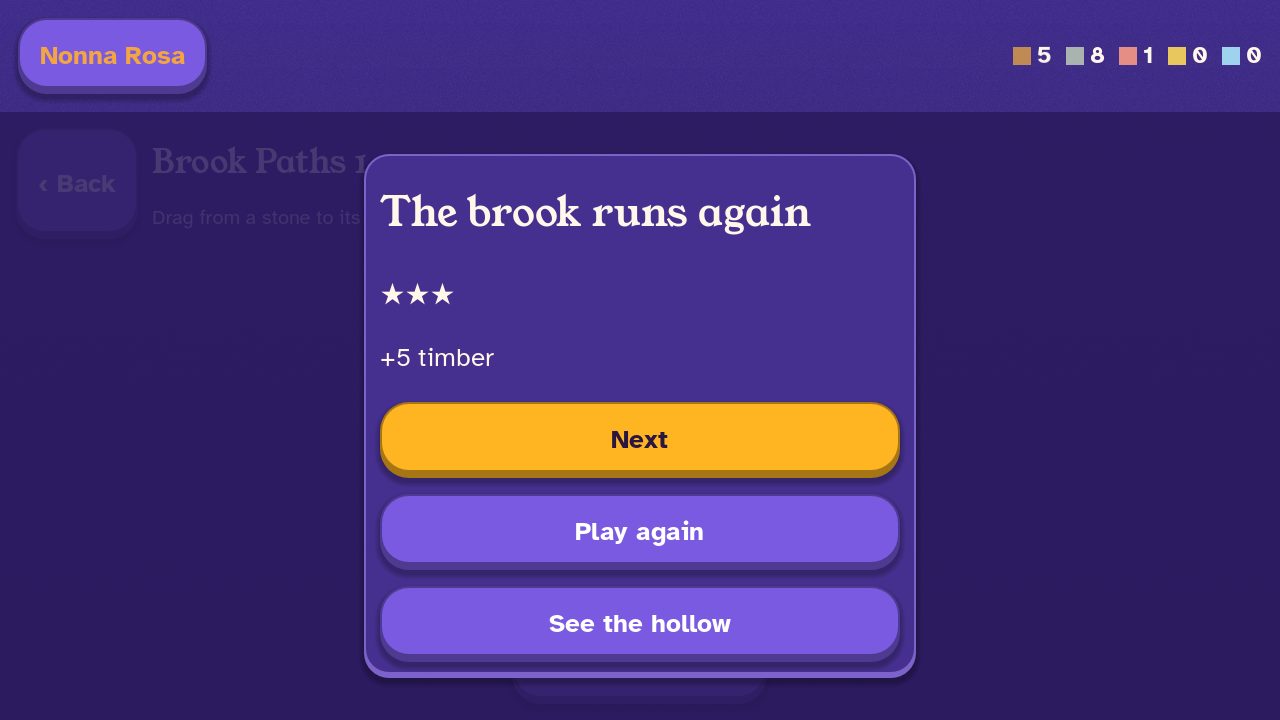 Nonna Rosa
5 8 1 0 0
‹ Back
Brook Paths 1
Drag from a stone to its
The brook runs again
★★★
+5 timber
Next
Play again
See the hollow